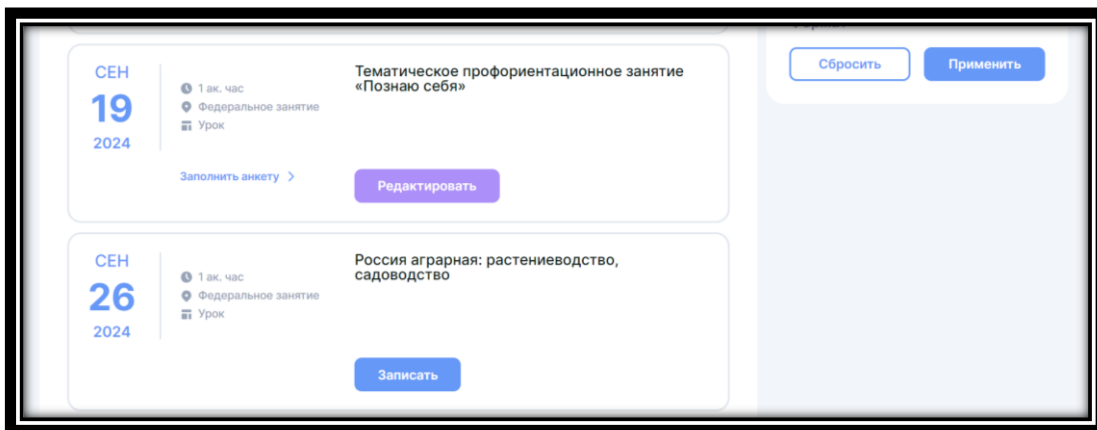 Сбросить
Применить
СЕН
19
2024
1 ак. час
Федеральное занятие
Урок
Заполнить анкету
Тематическое профориентационное занятие
«Познаю себя»
Редактировать
СЕН
26
2024
1 ак. час
Федеральное занятие
Урок
Россия аграрная: растениеводство,
садоводство
Записать